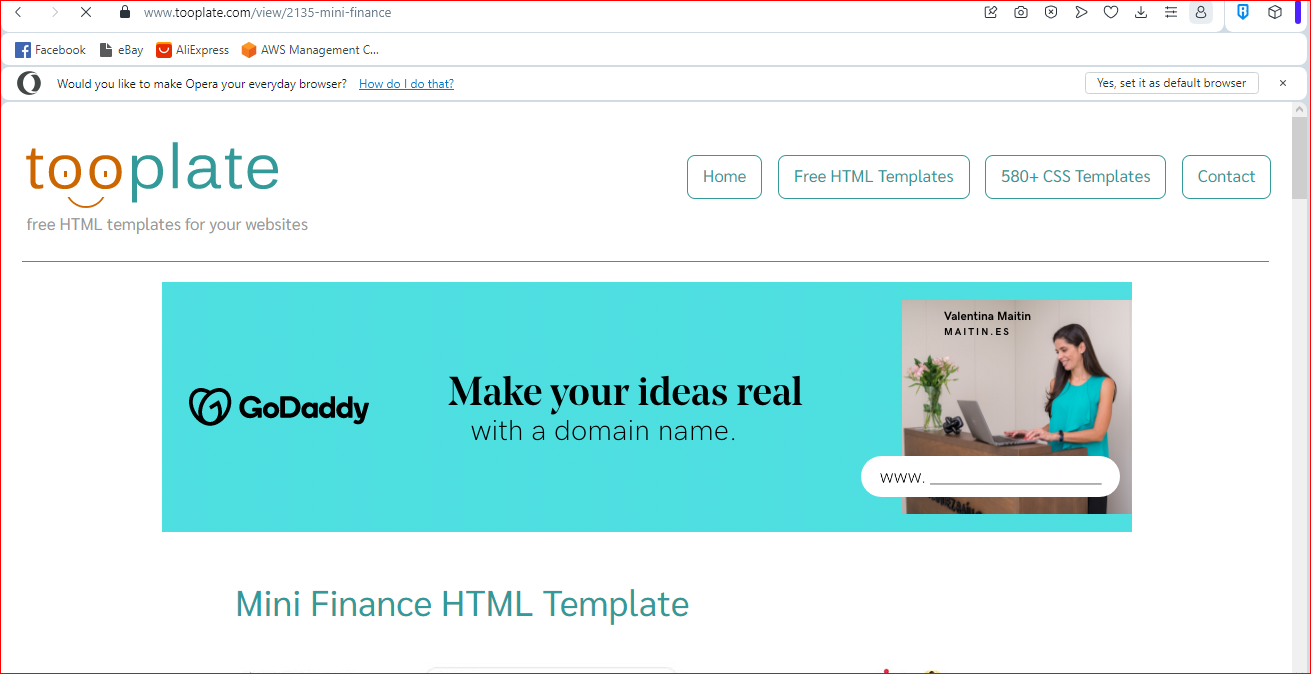 www.tooplate.com/view/2135-mini-finance
Facebook eBay AliExpress AWS Management C...
Would you like to make Opera your everyday browser? How do I do that? Yes, set it as default browser
tooplate
free HTML templates for your websites
Home Free HTML Templates 580+ CSS Templates Contact
Valentina Maitin
MAITIN.ES
GoDaddy
Make your ideas real
with a domain name.
www.
Mini Finance HTML Template